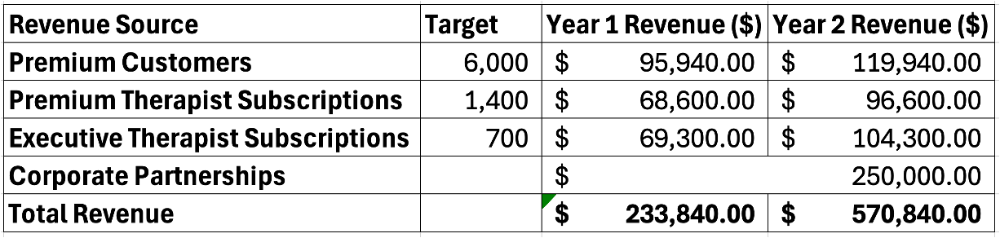 Revenue Source Target Year 1 Revenue ($) Year 2 Revenue ($)
Premium Customers 6,000 $ 95,940.00 $ 119,940.00
Premium Therapist Subscriptions 1,400 $ 68,600.00 $ 96,600.00
Executive Therapist Subscriptions 700 $ 69,300.00 $ 104,300.00
Corporate Partnerships $ 250,000.00
Total Revenue $ 233,840.00 $ 570,840.00